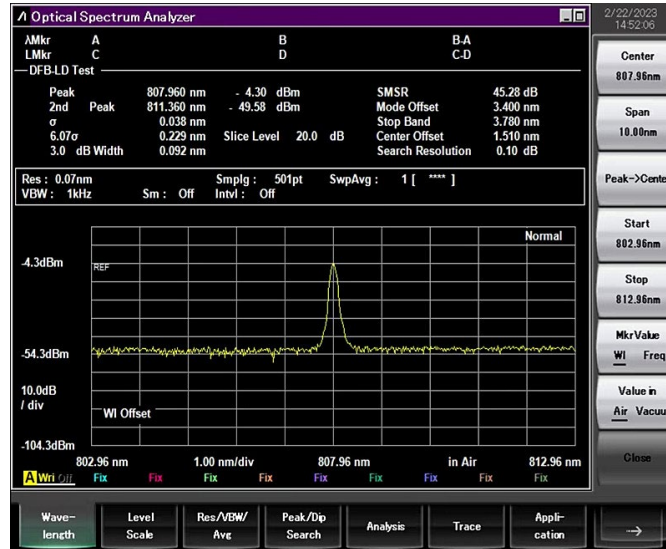 Optical Spectrum Analyzer
2/22/2023
14:52:06
λMkr A B B-A
LMkr C D C-D
DFB-LD Test
Peak 807.960 nm - 4.30 dBm SMSR 45.28 dB
2nd Peak 811.360 nm - 49.58 dBm Mode Offset 3.400 nm
σ 0.038 nm Stop Band 3.780 nm
6.07σ 0.229 nm Slice Level 20.0 dB Center Offset 1.510 nm
3.0 dB Width 0.092 nm Search Resolution 0.10 dB
Res : 0.07nm Smplg : 501pt SwpAvg : 1 [ **** ]
VBW : 1kHz Sm : Off Intvl : Off
Normal
-4.3dBm
REF
-54.3dBm
10.0dB
/ div
Wl Offset
-104.3dBm
802.96 nm 1.00 nm/div 807.96 nm in Air 812.96 nm
A Wri Off Fix Fix Fix Fix Fix Fix Fix Fix Fix
Center
807.96nm
Span
10.00nm
Peak->Cente
Start
802.96nm
Stop
812.96nm
MkrValue
Wl Freq
Value in
Air Vacuu
Close
Wave-
length
Level
Scale
Res/VBW/
Avg
Peak/Dip
Search
Analysis
Trace
Appli-
cation
→